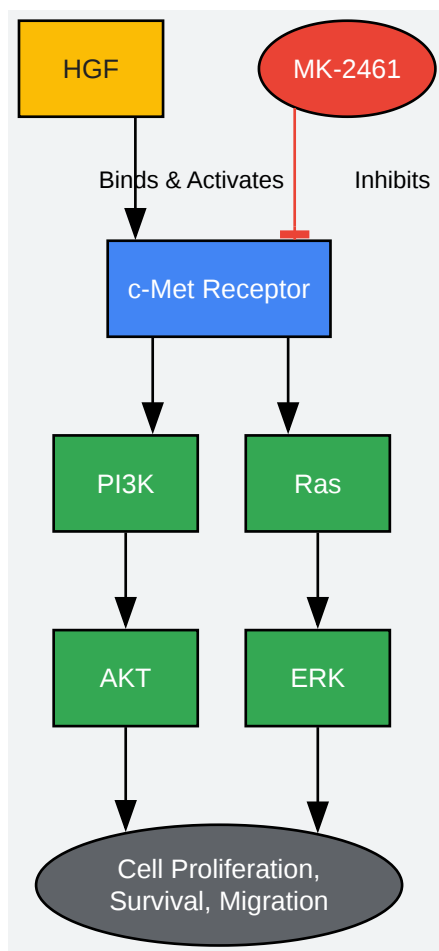 HGF
MK-2461
Binds & Activates
Inhibits
c-Met Receptor
PI3K
Ras
AKT
ERK
Cell Proliferation,
Survival, Migration